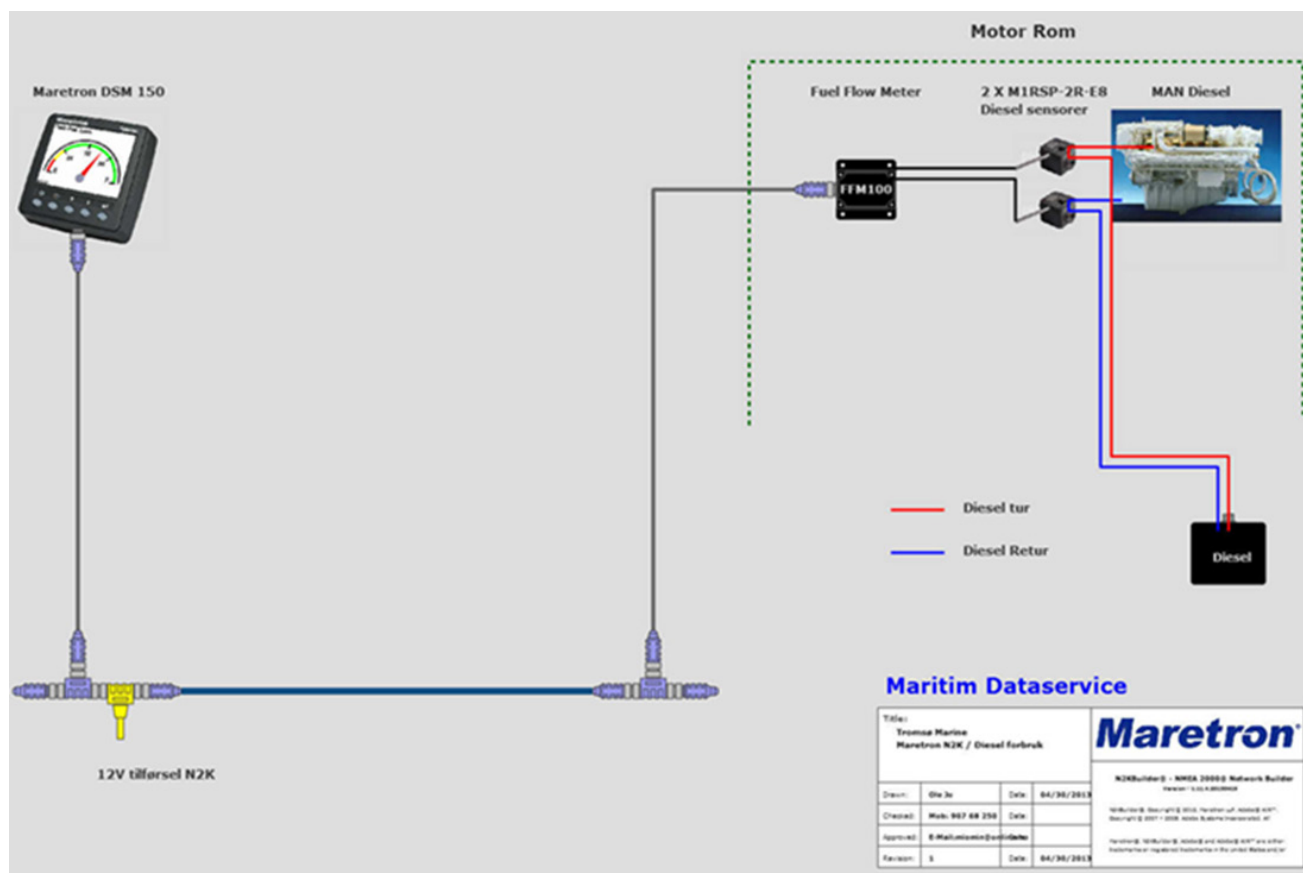 Motor Rom
Maretron DSM 150
Fuel Flow Meter
2 X M1RSP-2R-E8
Diesel sensorer
MAN Diesel
FFM100
Diesel tur
Diesel Retur
Diesel
12V tilførsel N2K
Maritim Dataservice
Title:
Tromsø Marine
Maretron N2K / Diesel forbruk
Maretron
N2KBuilder® - NMEA 2000® Network Builder
Drawn:
Date:
04/30/2013
Checked:
Mob: 907 68 250
Date:
Approved:
Revision:
1
Date:
04/30/2013